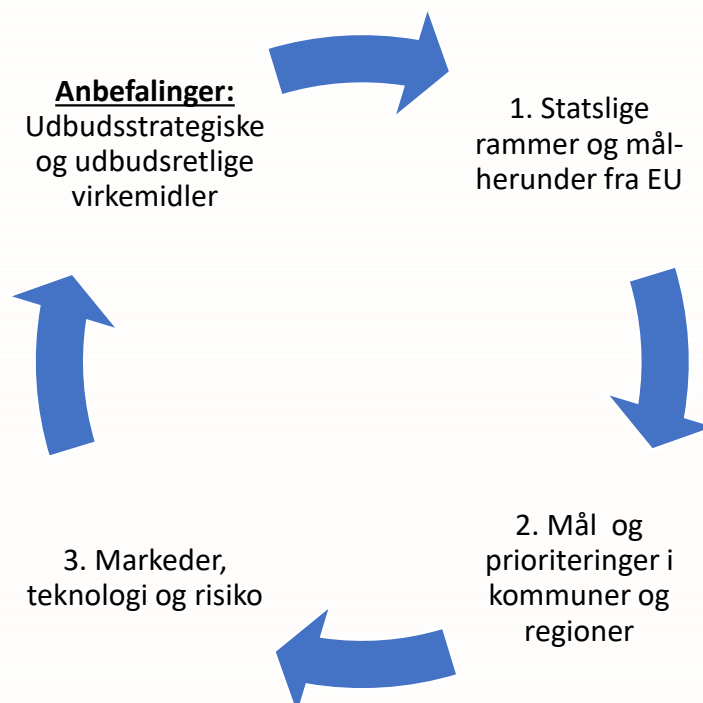 Anbefalinger:
Udbudsstrategiske
og udbudsretlige
virkemidler
1. Statslige
rammer og mål-
herunder fra EU
2. Mål  og
prioriteringer i
kommuner og
regioner
3. Markeder,
teknologi og risiko